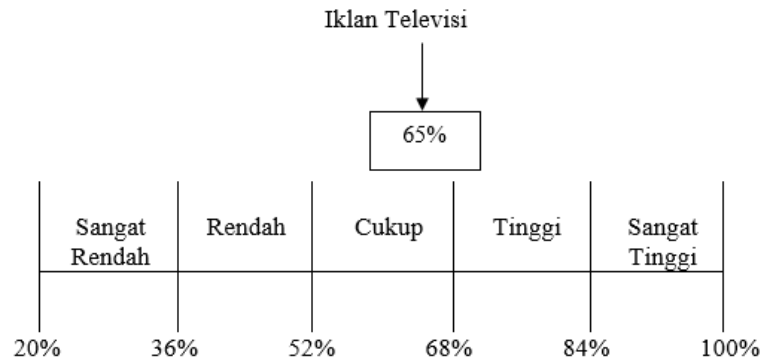 Iklan Televisi
65%
Sangat Rendah Cukup Tinggi Sangat
Rendah Tinggi
20% 36% 52% 68% 84% 100%